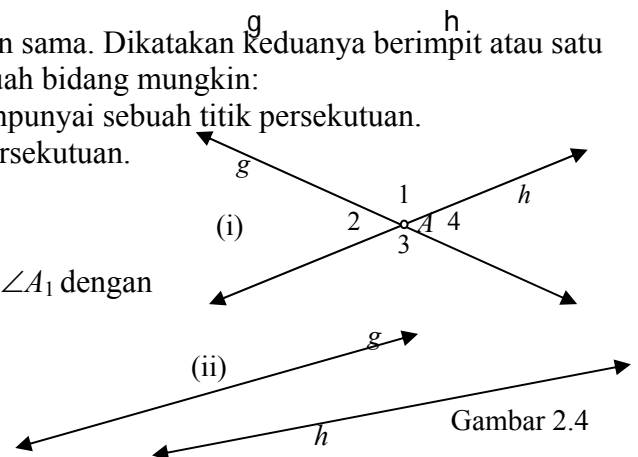 g h
n sama. Dikatakan keduanya berimpit atau satu
uah bidang mungkin:
npunyai sebuah titik persekutuan.
rsekutuan.
g
h
1
(i) 2 A 4
3
∠A1 dengan
g
(ii)
h
Gambar 2.4